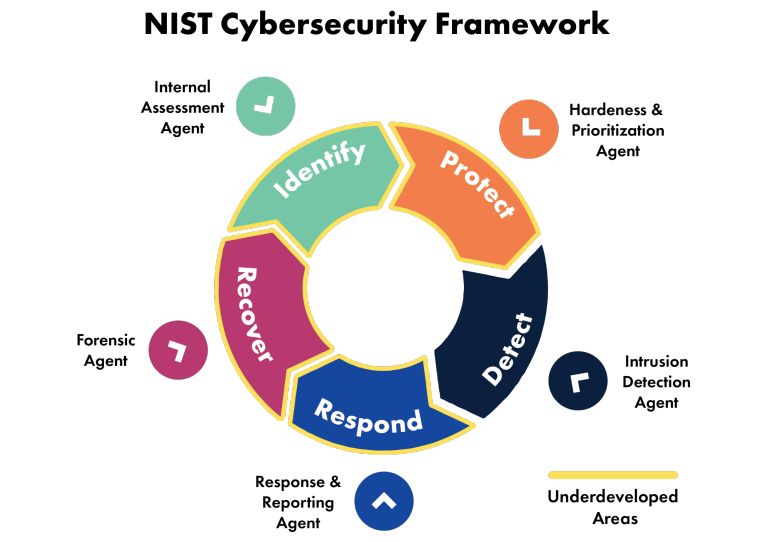 NIST Cybersecurity Framework
Internal
Assessment
Agent
Hardeness &
Prioritization
Agent
Identify
Protect
Recover
Detect
Respond
Forensic
Agent
Intrusion
Detection
Agent
Response &
Reporting
Agent
Underdeveloped
Areas